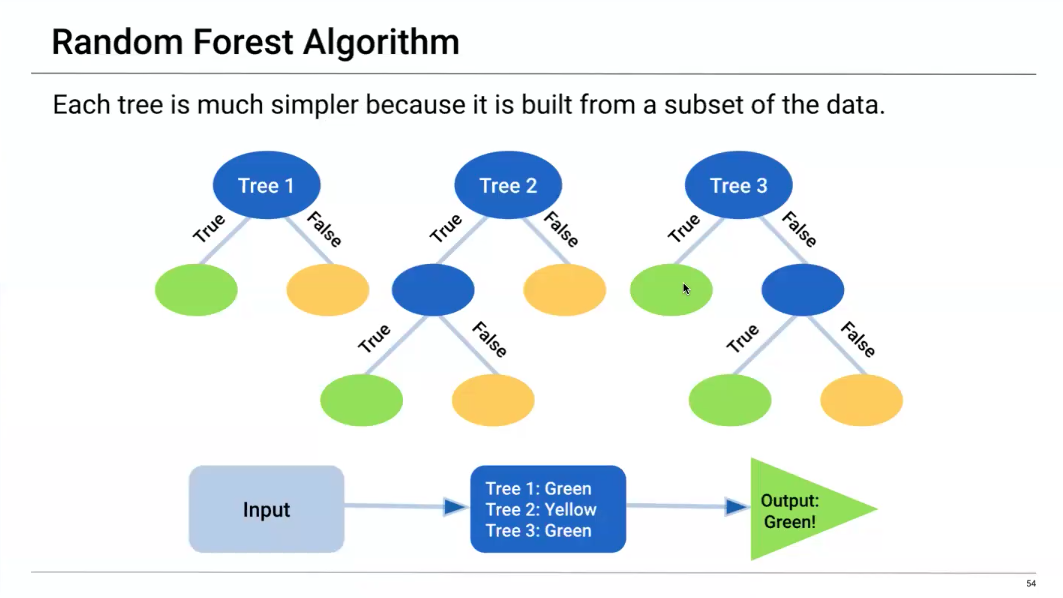 Random Forest Algorithm
Each tree is much simpler because it is built from a subset of the data.
Tree 1
Tree 2
Tree 3
True
False
True
False
True
False
True
False
True
False
Input
Tree 1: Green
Tree 2: Yellow
Tree 3: Green
Output:
Green!
54